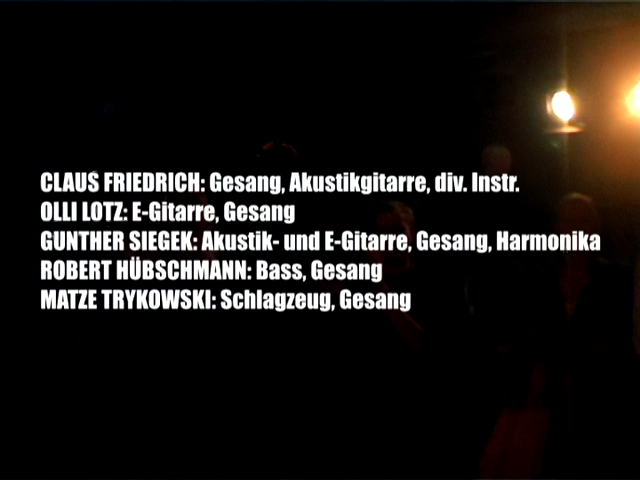 CLAUS FRIEDRICH: Gesang, Akustikgitarre, div. Instr.
OLLI LOTZ: E-Gitarre, Gesang
GUNTHER SIEGEK: Akustik- und E-Gitarre, Gesang, Harmonika
ROBERT HÜBSCHMANN: Bass, Gesang
MATZE TRYKOWSKI: Schlagzeug, Gesang